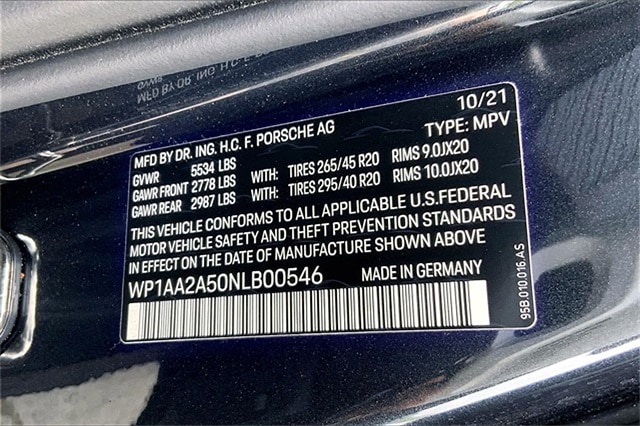 10/21
MFD BY DR. ING. H.C. F. PORSCHE AG TYPE: MPV
GVWR 5534 LBS
GAWR FRONT 2778 LBS WITH: TIRES 265/45 R20 RIMS 9.0JX20
GAWR REAR 2987 LBS WITH: TIRES 295/40 R20 RIMS 10.0JX20
THIS VEHICLE CONFORMS TO ALL APPLICABLE U.S.FEDERAL
MOTOR VEHICLE SAFETY AND THEFT PREVENTION STANDARDS
IN EFFECT ON THE DATE OF MANUFACTURE SHOWN ABOVE
WP1AA2A50NLB00546 MADE IN GERMANY
95B.010.016.AS